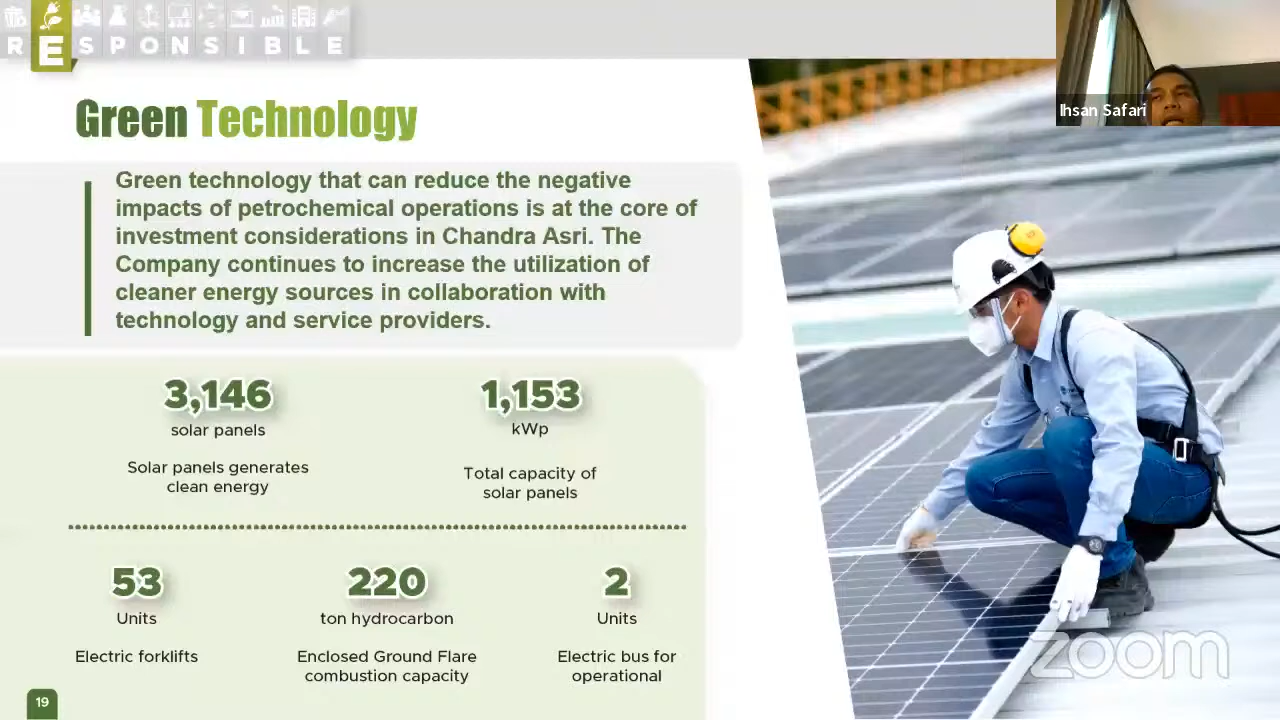 RESPONSIBLE
Ihsan Safari
Green Technology
Green technology that can reduce the negative
impacts of petrochemical operations is at the core of
investment considerations in Chandra Asri. The
Company continues to increase the utilization of
cleaner energy sources in collaboration with
technology and service providers.
3,146
solar panels
Solar panels generates
clean energy
1,153
kWp
Total capacity of
solar panels
53
Units
Electric forklifts
220
ton hydrocarbon
Enclosed Ground Flare
combustion capacity
2
Units
Electric bus for
operational
zoom
19